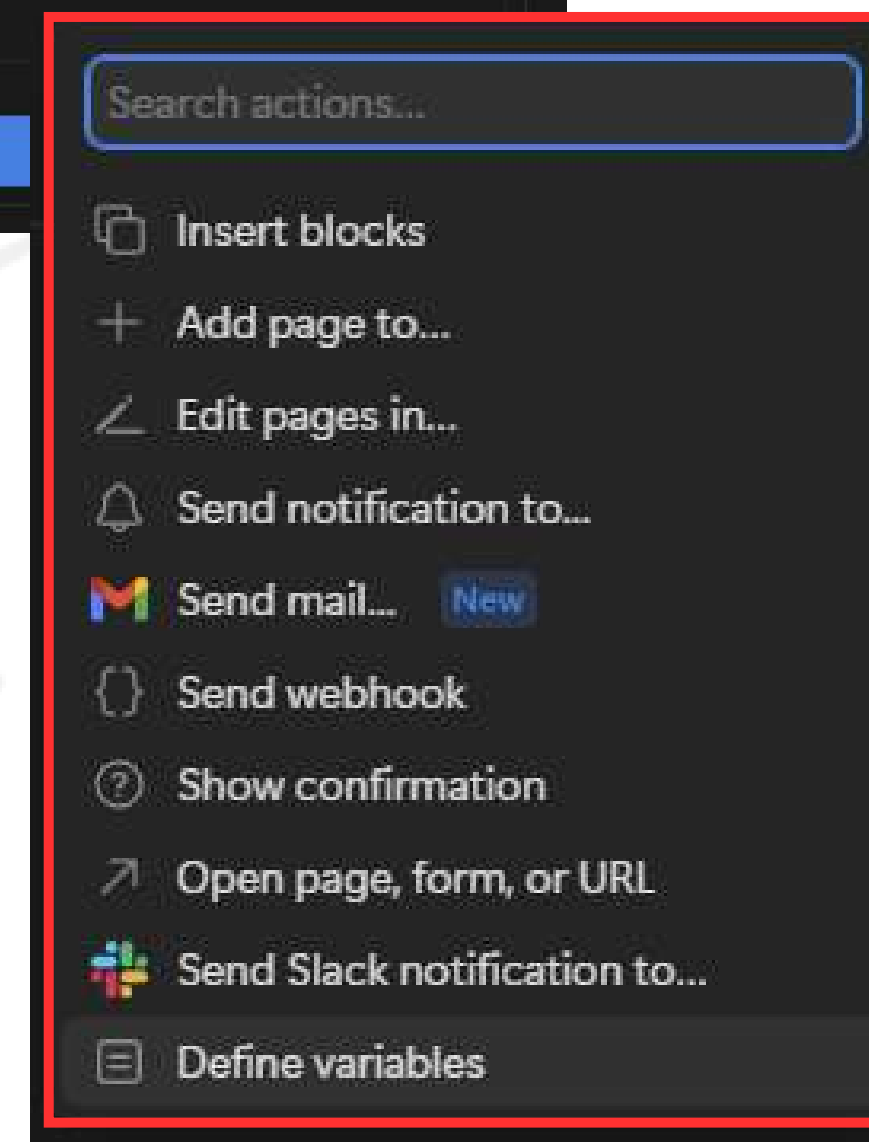 Search actions...
Insert blocks
Add page to...
Edit pages in...
Send notification to...
Send mail... New
Send webhook
Show confirmation
Open page, form, or URL
Send Slack notification to...
Define variables